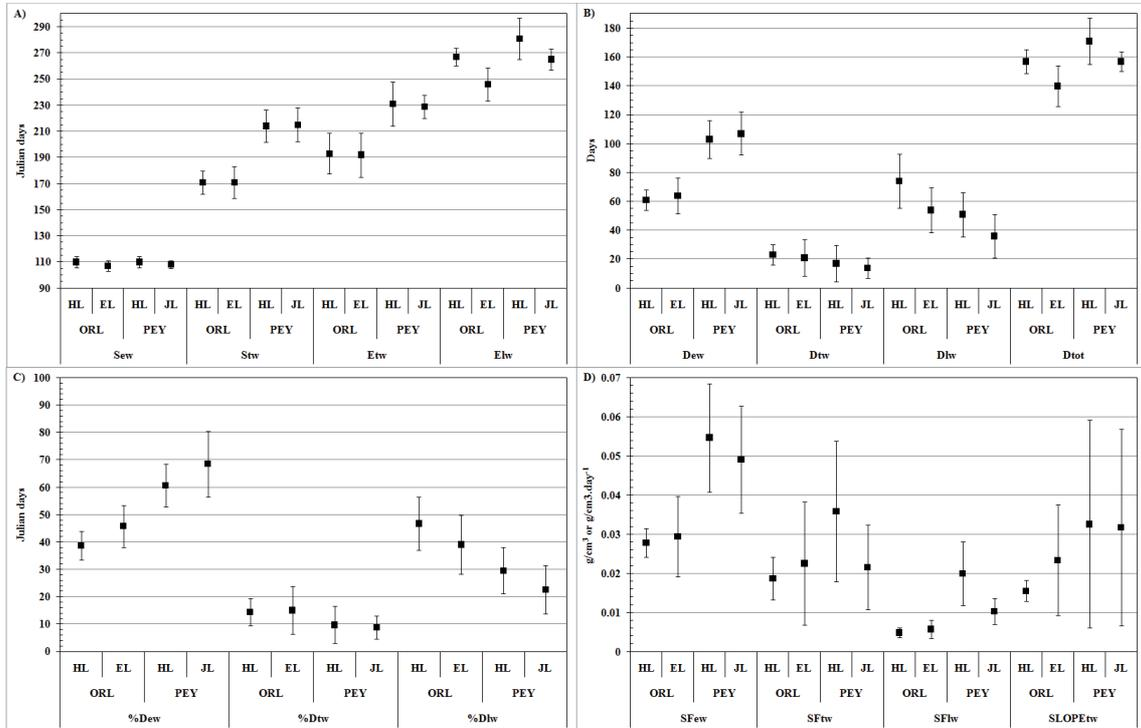 A)
Julian days
290
270
250
230
210
190
170
150
130
110
90
HL EL HL JL HL EL HL JL HL EL HL JL HL EL HL JL
ORL PEY ORL PEY ORL PEY ORL PEY
Sew Stw Etw Elw
B)
Days
180
160
140
120
100
80
60
40
20
0
HL EL HL JL HL EL HL JL HL EL HL JL HL EL HL JL
ORL PEY ORL PEY ORL PEY ORL PEY
Dew Dtw Dlw Dtot
C)
Julian days
100
90
80
70
60
50
40
30
20
10
0
HL EL HL JL HL EL HL JL HL EL HL JL
ORL PEY ORL PEY ORL PEY
%Dew %Dtw %Dlw
D)
g/cm³ or g/cm3.day⁻¹
0.07
0.06
0.05
0.04
0.03
0.02
0.01
0
HL EL HL JL HL EL HL JL HL EL HL JL HL EL HL JL
ORL PEY ORL PEY ORL PEY ORL PEY
SFew SFtw SFlw SLOPEtw